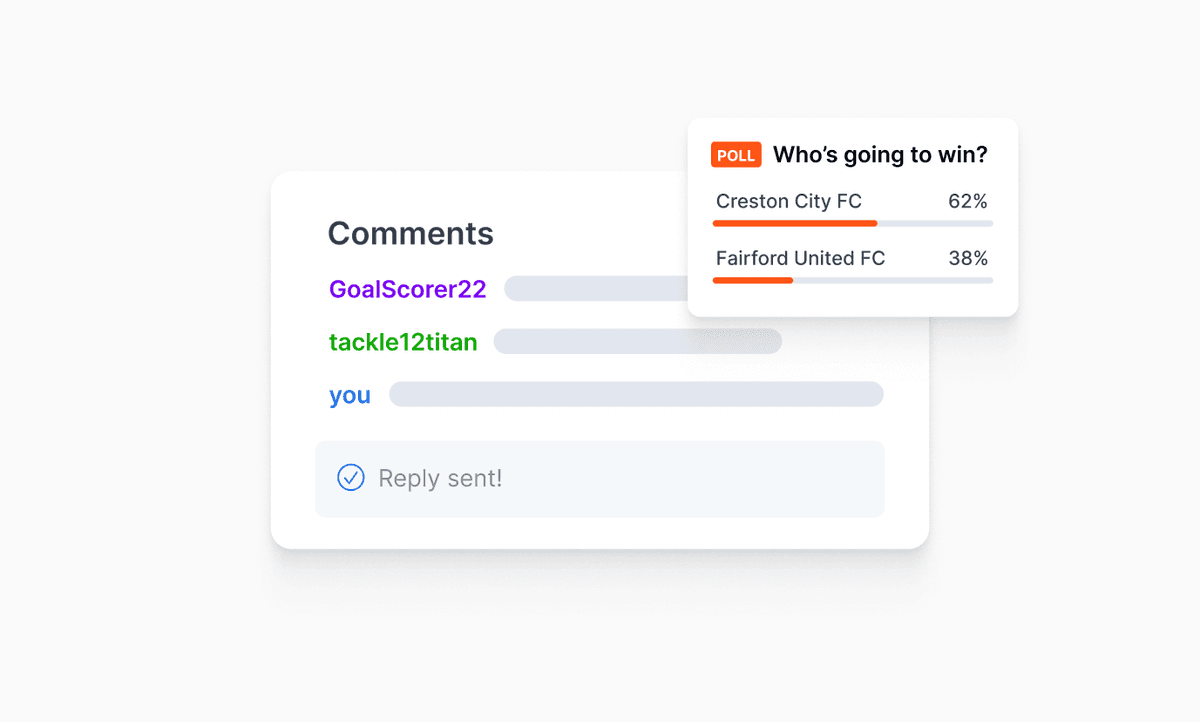 POLL Who’s going to win?
Creston City FC 62%
Fairford United FC 38%
Comments
GoalScorer22
tackle12titan
you
Reply sent!